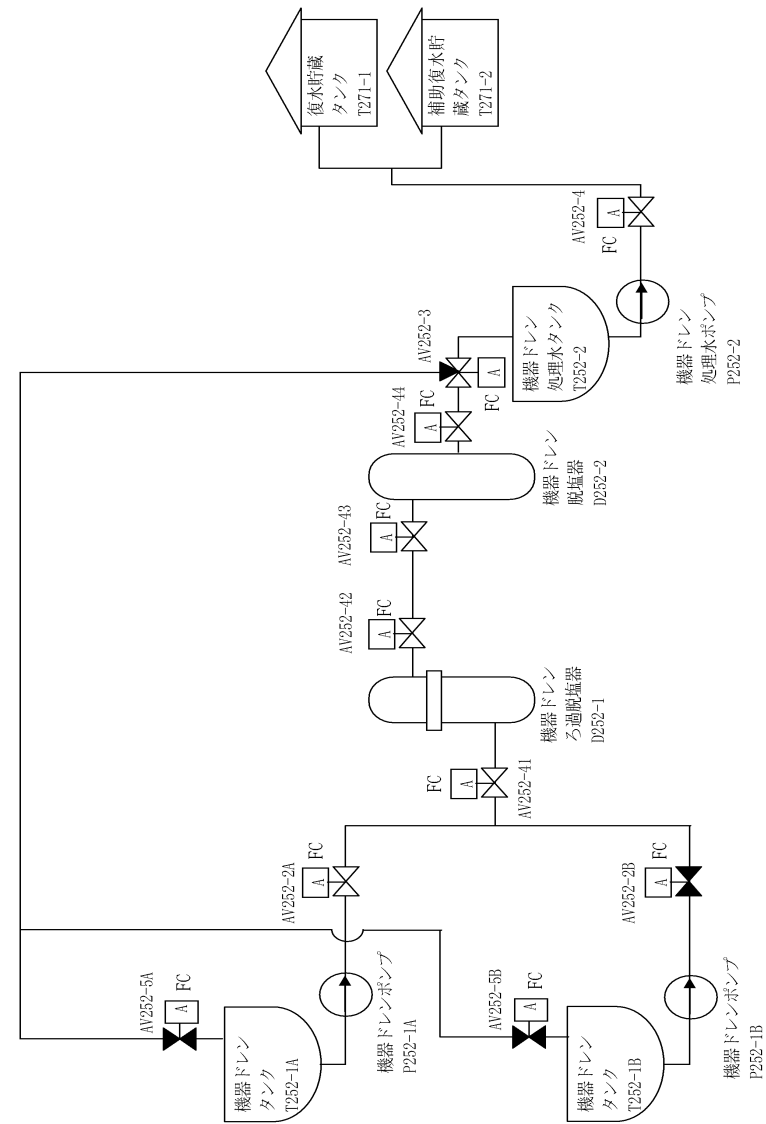 復水貯蔵
タンク
T271-1
補助復水貯
蔵タンク
T271-2
AV252-4
A
FC
機器ドレン
処理水ポンプ
P252-2
AV252-3
A
FC
機器ドレン
処理水タンク
T252-2
AV252-44
A
FC
機器ドレン
脱塩器
D252-2
AV252-43
A
FC
AV252-42
A
FC
機器ドレン
ろ過脱塩器
D252-1
AV252-41
A
FC
AV252-2A
A
FC
AV252-2B
A
FC
AV252-5A
A
FC
機器ドレンポンプ
P252-1A
機器ドレン
タンク
T252-1A
AV252-5B
A
FC
機器ドレンポンプ
P252-1B
機器ドレン
タンク
T252-1B